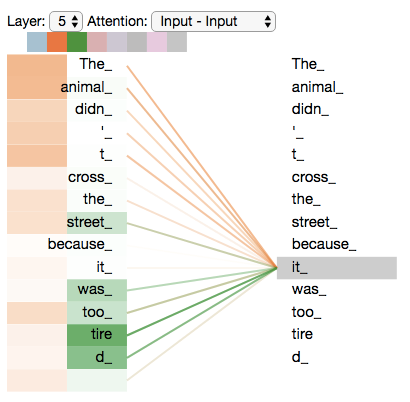 Layer: 5 Attention: Input - Input
The_ The_
animal_ animal_
didn_ didn_
'_ '_
t_ t_
cross_ cross_
the_ the_
street_ street_
because_ because_
it_ it_
was_ was_
too_ too_
tire tire
d_ d_